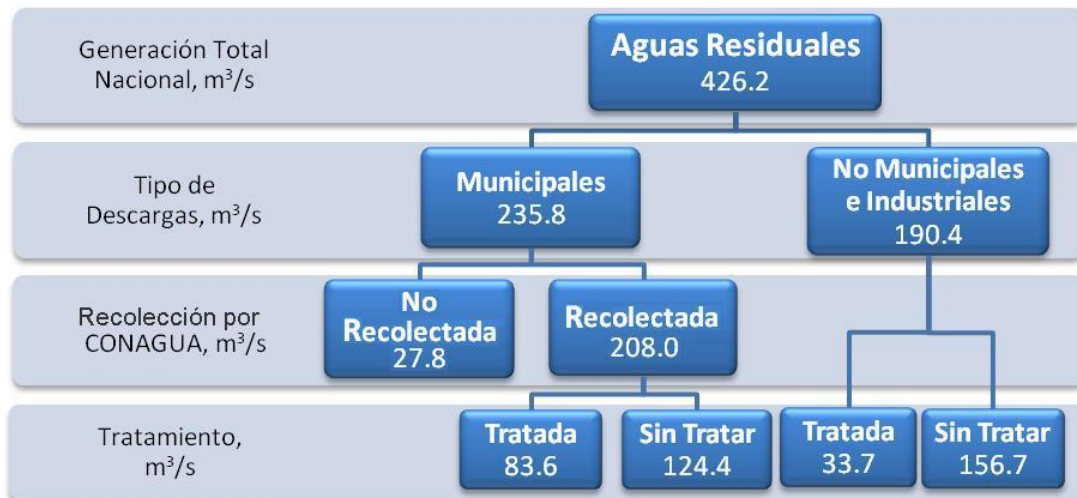 Generación Total
Nacional, m³/s
Aguas Residuales
426.2
Tipo de
Descargas, m³/s
Municipales
235.8
No Municipales
e Industriales
190.4
Recolección por
CONAGUA, m³/s
No
Recolectada
27.8
Recolectada
208.0
Tratamiento,
m³/s
Tratada
83.6
Sin Tratar
124.4
Tratada
33.7
Sin Tratar
156.7